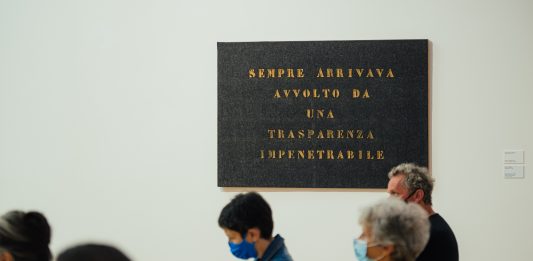 SEMPRE ARRIVAVA
AVVOLTO DA
UNA
TRASPARENZA
IMPENETRABILE